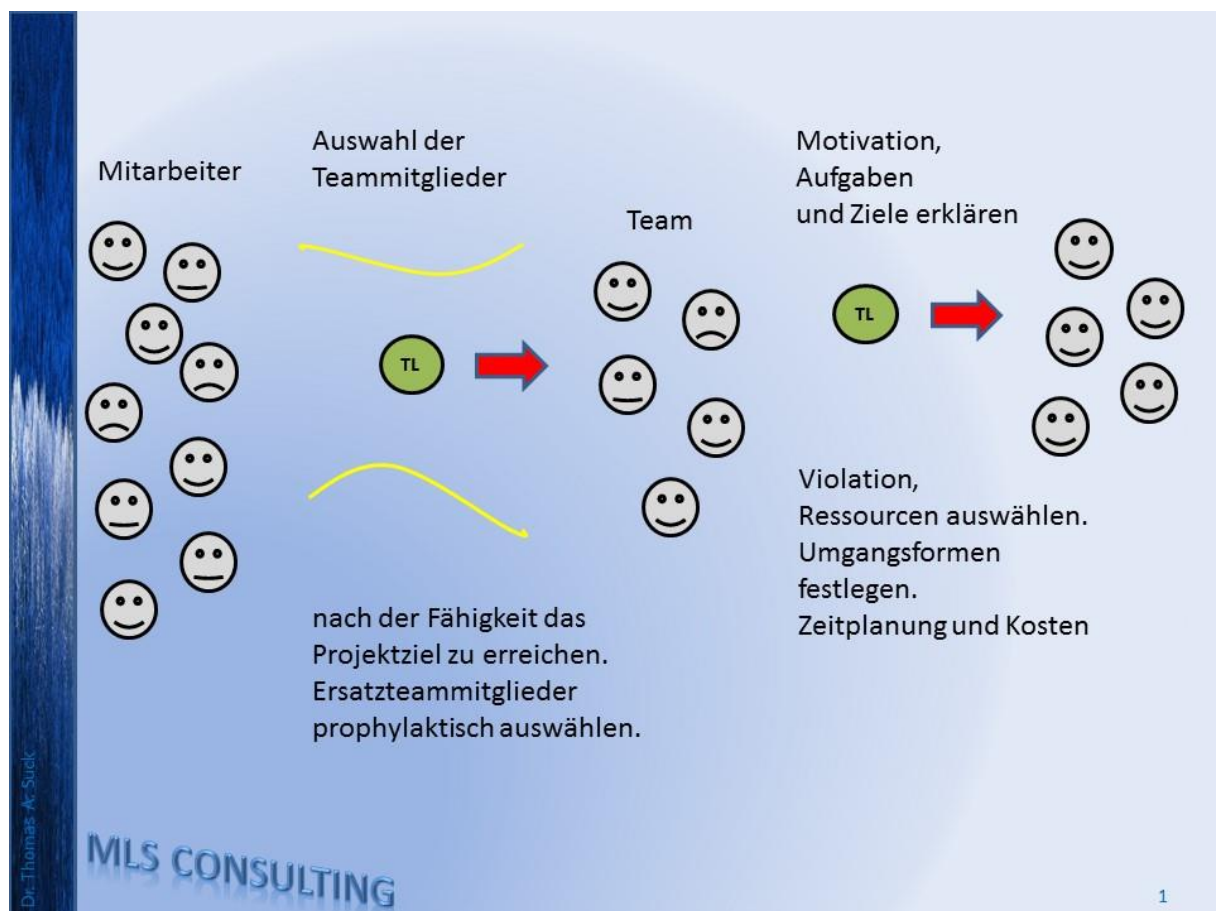 Mitarbeiter
Auswahl der
Teammitglieder
Team
Motivation,
Aufgaben
und Ziele erklären
TL
TL
Violation,
Ressourcen auswählen.
Umgangsformen
festlegen.
Zeitplanung und Kosten
nach der Fähigkeit das
Projektziel zu erreichen.
Ersatzteammitglieder
prophylaktisch auswählen.
Dr. Thomas A. Suck
MLS CONSULTING
1